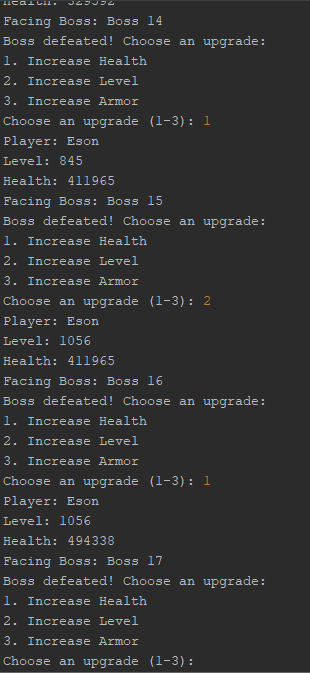 Health: 329592
Facing Boss: Boss 14
Boss defeated! Choose an upgrade:
1. Increase Health
2. Increase Level
3. Increase Armor
Choose an upgrade (1-3): 1
Player: Eson
Level: 845
Health: 411965
Facing Boss: Boss 15
Boss defeated! Choose an upgrade:
1. Increase Health
2. Increase Level
3. Increase Armor
Choose an upgrade (1-3): 2
Player: Eson
Level: 1056
Health: 411965
Facing Boss: Boss 16
Boss defeated! Choose an upgrade:
1. Increase Health
2. Increase Level
3. Increase Armor
Choose an upgrade (1-3): 1
Player: Eson
Level: 1056
Health: 494338
Facing Boss: Boss 17
Boss defeated! Choose an upgrade:
1. Increase Health
2. Increase Level
3. Increase Armor
Choose an upgrade (1-3):